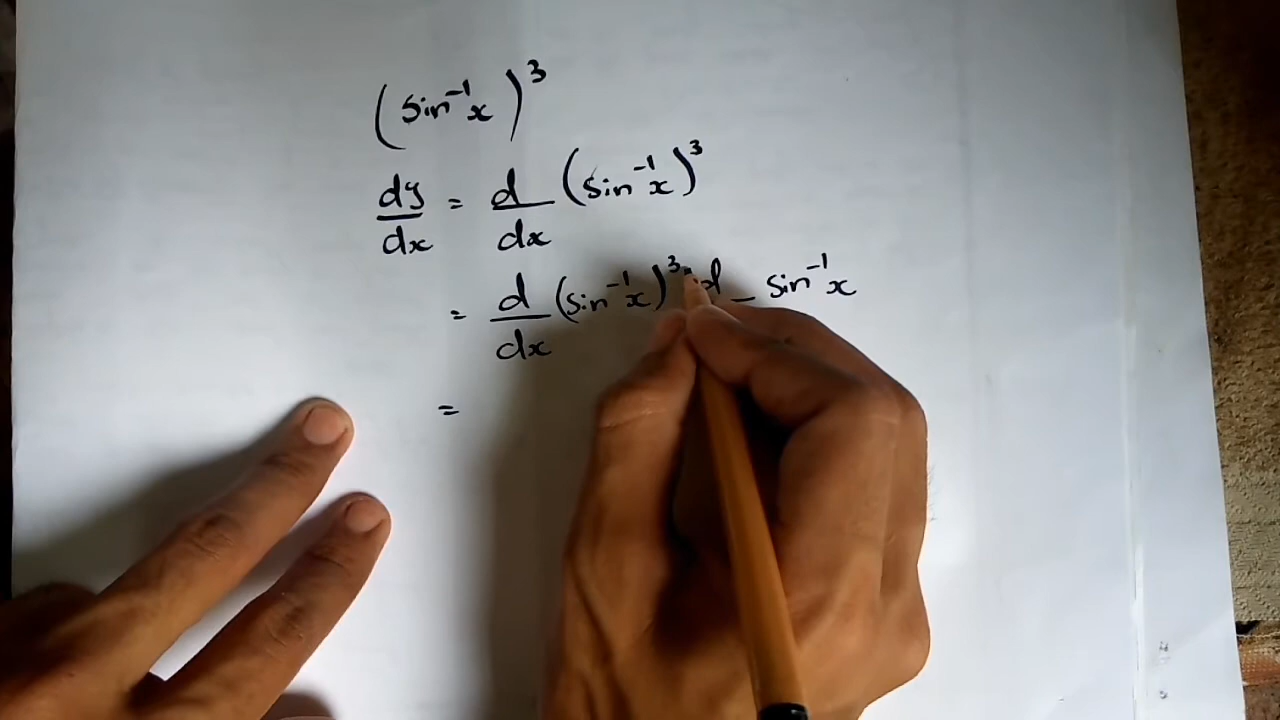 (sin⁻¹x)³
dy/dx = d/dx (sin⁻¹x)³
= d/dx (sin⁻¹x)³ · d sin⁻¹x
=